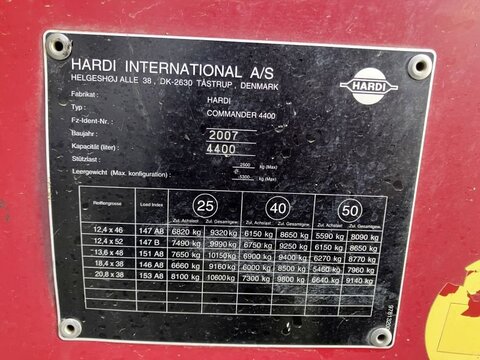 HARDI INTERNATIONAL A/S
HELGESHØJ ALLE 38 , DK-2630 TÅSTRUP , DENMARK
HARDI
Fabrikat: HARDI
Typ: COMMANDER 4400
Fz-Ident-Nr.:
Baujahr: 2007
Kapazität (liter): 4400
Stützlast: 2500 kg (Max)
Leergewicht (Max. konfiguration): 5300 kg (Max)
25 40 50
Reifengrosse Load Index Zul. Achslast Zul. Gesamtgew. Zul. Achslast Zul. Gesamtgew. Zul. Achslast Zul. Gesamtgew.
12,4 x 46 147 A8 6820 kg 9320 kg 6150 kg 8650 kg 5590 kg 8090 kg
12,4 x 52 147 B 7490 kg 9990 kg 6750 kg 9250 kg 6150 kg 8650 kg
13,6 x 48 151 A8 7650 kg 10150 kg 6900 kg 9400 kg 6270 kg 8770 kg
18,4 x 38 146 A8 6660 kg 9160 kg 6000 kg 8500 kg 5460 kg 7960 kg
20,8 x 38 153 A8 8100 kg 10600 kg 7300 kg 9800 kg 6640 kg 9140 kg